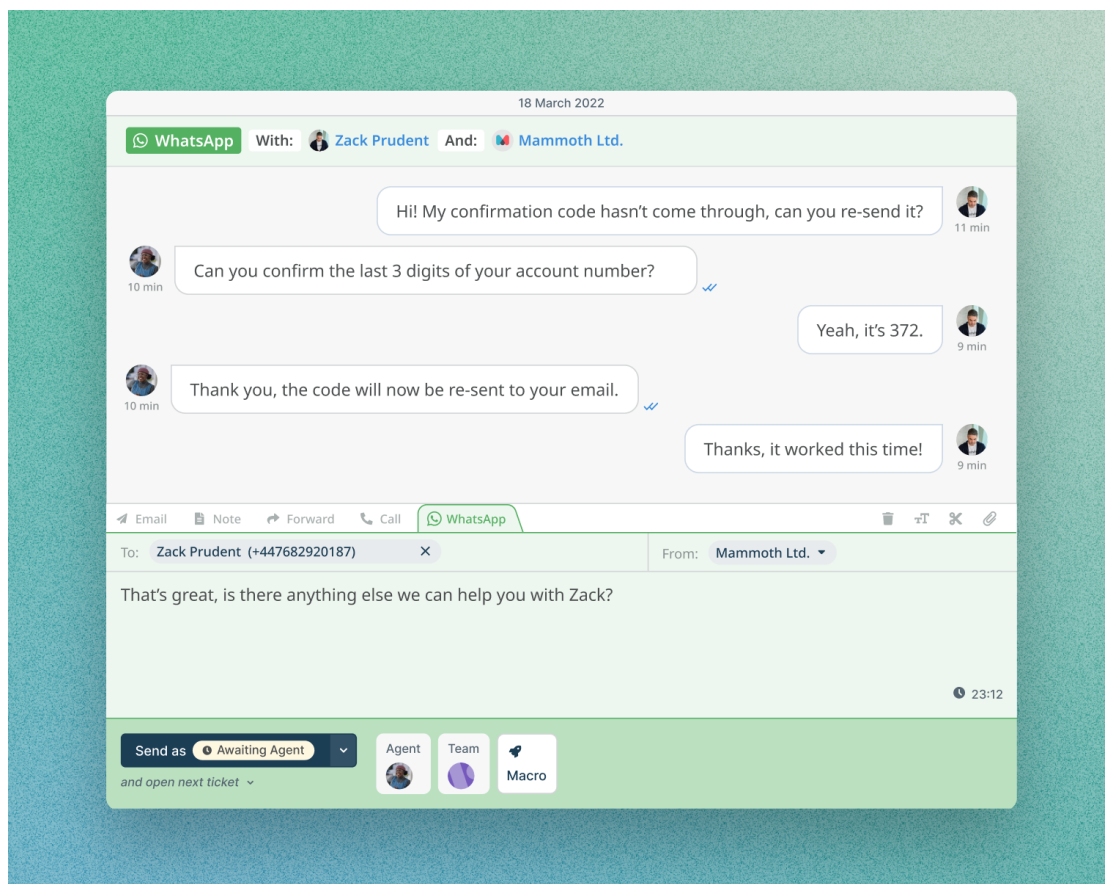 18 March 2022
WhatsApp With: Zack Prudent And: Mammoth Ltd.
Hi! My confirmation code hasn’t come through, can you re-send it?
11 min
Can you confirm the last 3 digits of your account number?
10 min
Yeah, it’s 372.
9 min
Thank you, the code will now be re-sent to your email.
10 min
Thanks, it worked this time!
9 min
Email Note Forward Call WhatsApp
To: Zack Prudent (+447682920187) From: Mammoth Ltd.
That’s great, is there anything else we can help you with Zack?
23:12
Send as Awaiting Agent
and open next ticket
Agent Team
Macro